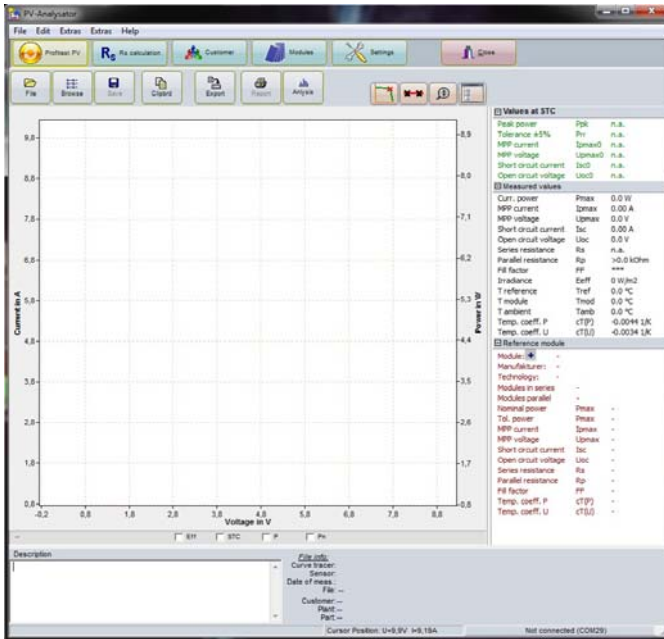 PV-Analysator
File Edit Extras Extras Help
Profitest PV Rs Rs calculation Customer Modules Settings Close
File Browse Save Clipbrd Export Report Anlysis
Values at STC
Peak power Ppk n.a.
Tolerance ±5% Prr n.a.
MPP current Ipmax0 n.a.
MPP voltage Upmax0 n.a.
Short circuit current Isc0 n.a.
Open circuit voltage Uoc0 n.a.
Measured values
Curr. power Pmax 0.0 W
MPP current Ipmax 0.00 A
MPP voltage Upmax 0.0 V
Short circuit current Isc 0.00 A
Open circuit voltage Uoc 0.0 V
Series resistance Rs n.a.
Parallel resistance Rp >0.0 kOhm
Fill factor FF ***
Irradiance Eeff 0 W/m2
T reference Tref 0.0 °C
T module Tmod 0.0 °C
T ambient Tamb 0.0 °C
Temp. coeff. P cT(P) -0.0044 1/K
Temp. coeff. U cT(U) -0.0034 1/K
Reference module
Module: + -
Manufakturer: -
Technology: -
Modules in series -
Modules parallel -
Nominal power Pmax -
Tol. power Pmax -
MPP current Ipmax -
MPP voltage Upmax -
Short circuit current Isc -
Open circuit voltage Uoc -
Series resistance Rs -
Parallel resistance Rp -
Fill factor FF -
Temp. coeff. P cT(P) -
Temp. coeff. U cT(U) -
Current in A
9,8
8,8
7,8
6,8
5,8
4,8
3,8
2,8
1,8
0,8
Power in W
8,9
8,0
7,1
6,2
5,3
4,4
3,5
2,6
1,7
0,8
-0,2 0,8 1,8 2,8 3,8 4,8 5,8 6,8 7,8 8,8
Voltage in V
-- Eff STC P Pn
Description
File info:
Curve tracer:
Sensor:
Date of meas.:
File: --
Customer: --
Plant: --
Part: --
Cursor Position: U=9,9V I=9,19A Not connected (COM29)